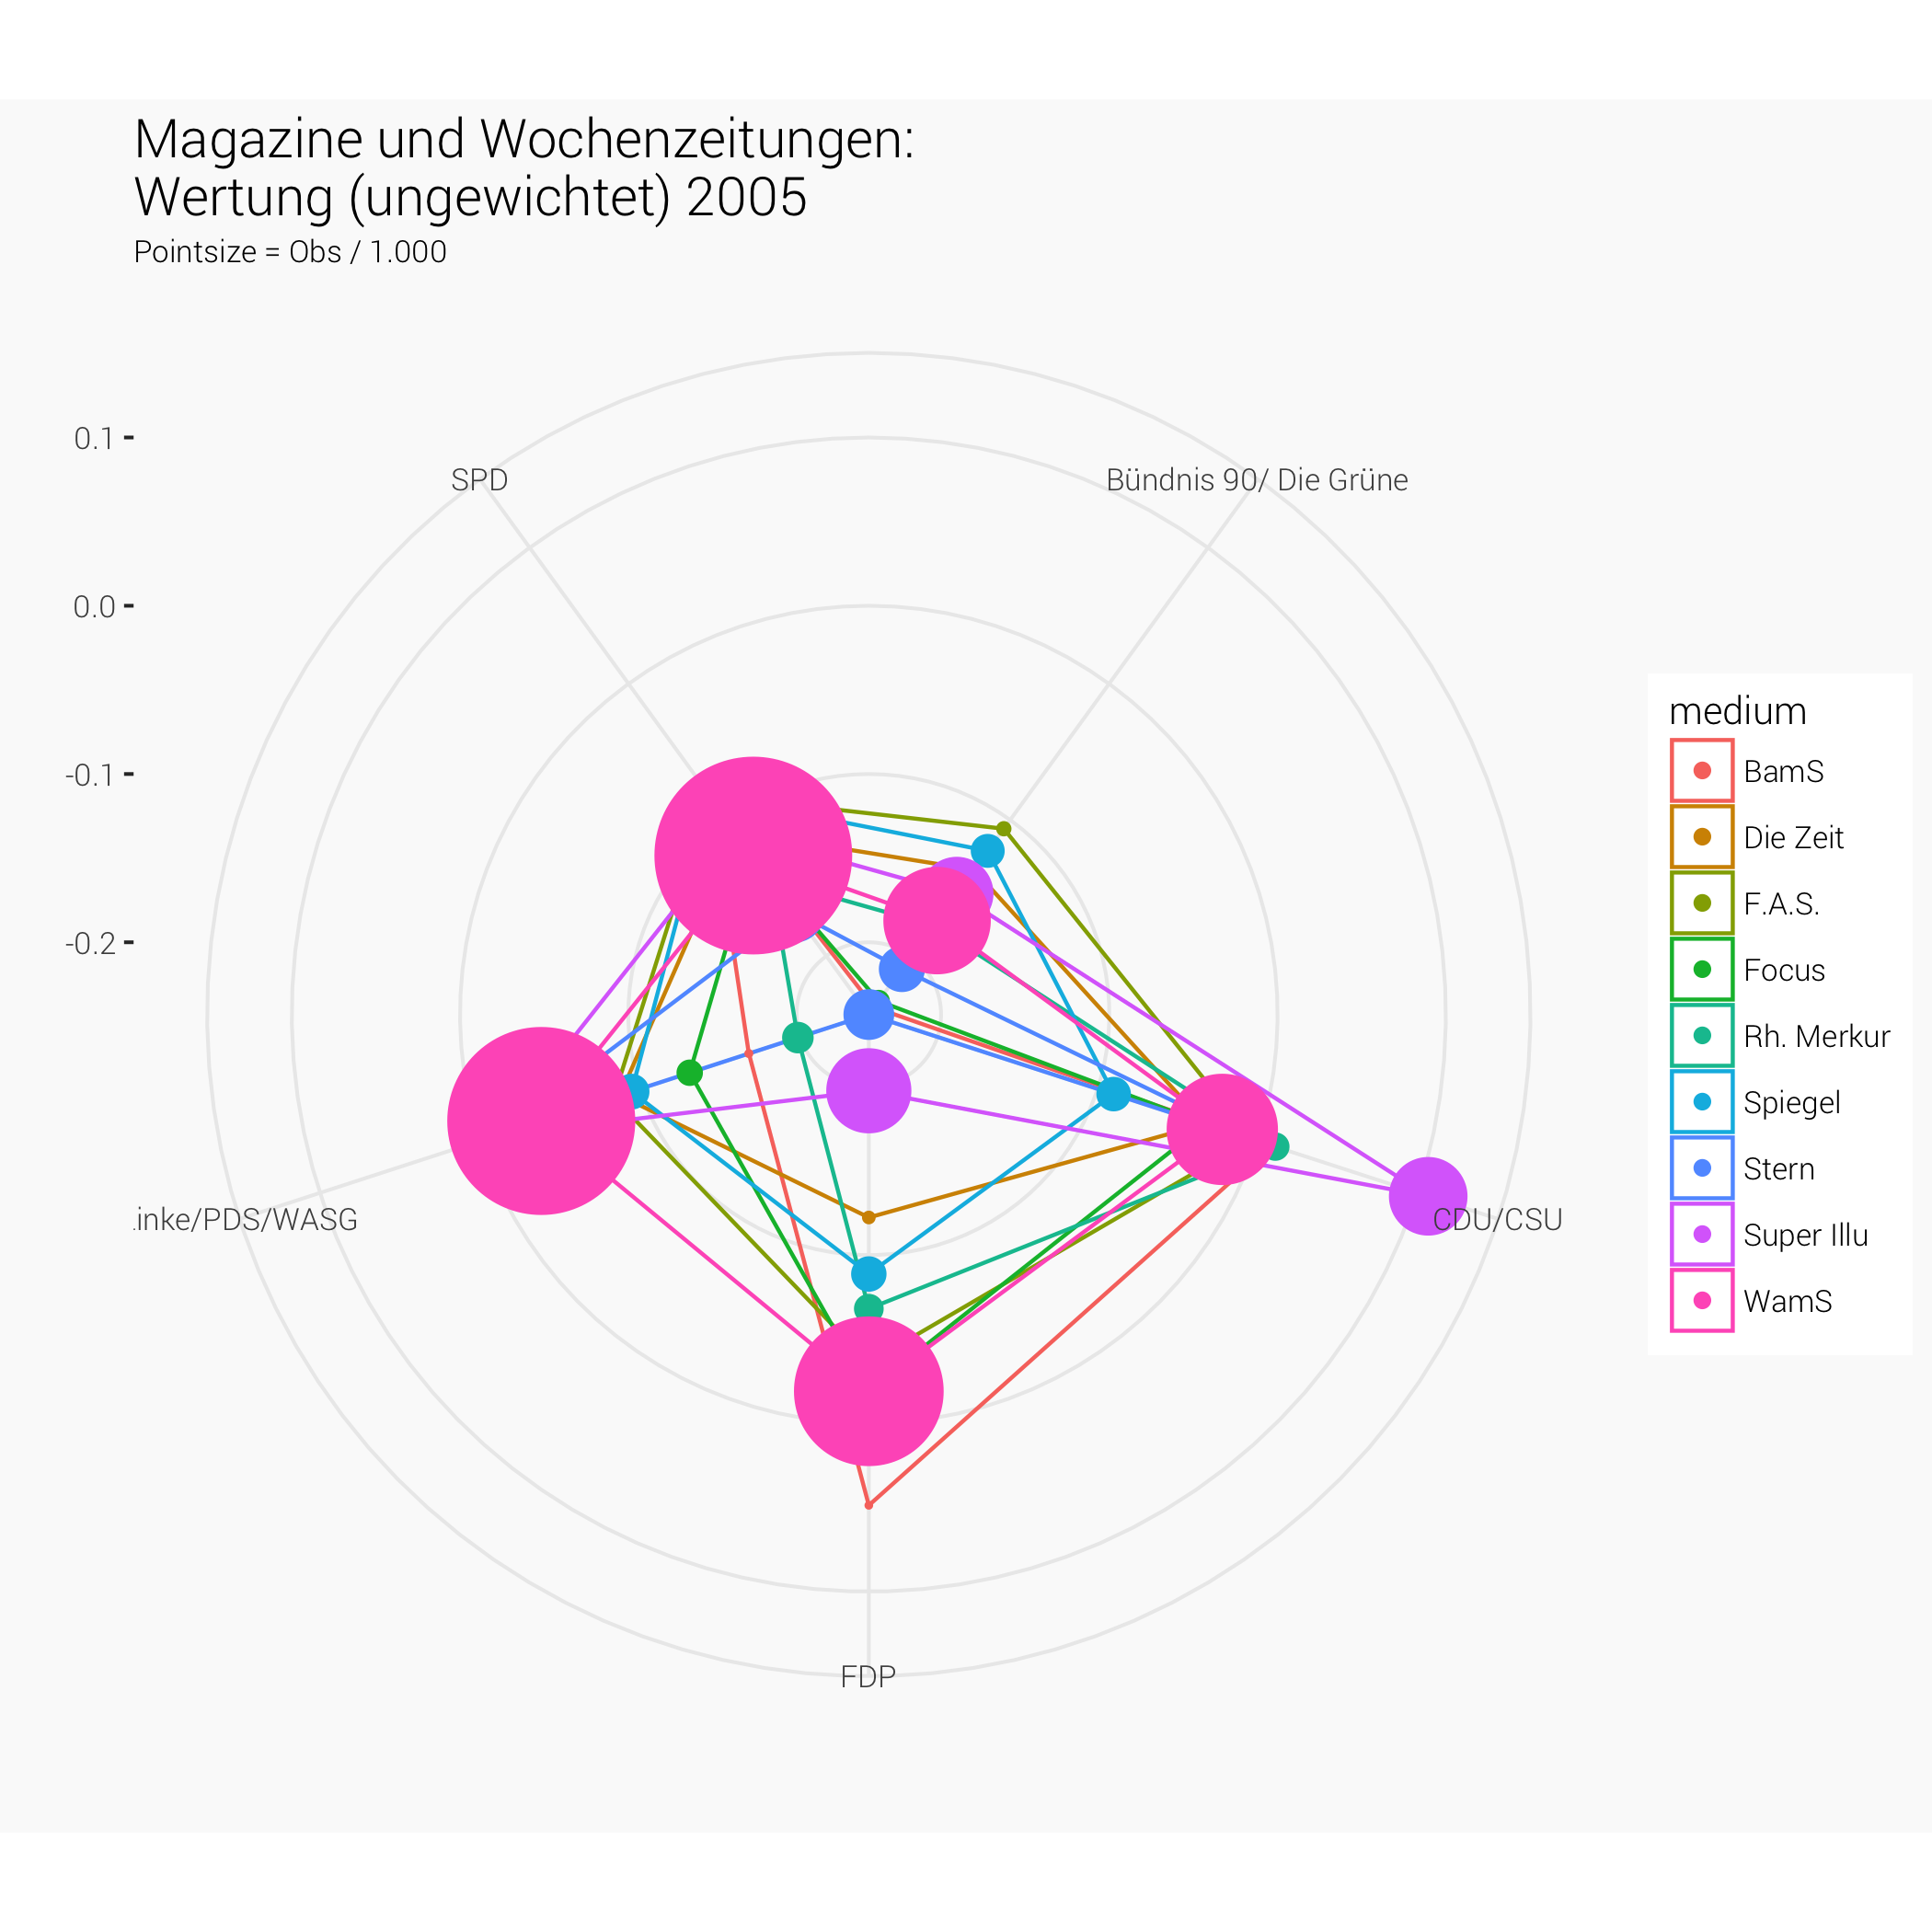 Magazine und Wochenzeitungen:
Wertung (ungewichtet) 2005
Pointsize = Obs / 1.000
0.1
0.0
-0.1
-0.2
SPD
Bündnis 90/ Die Grüne
.inke/PDS/WASG
CDU/CSU
FDP
medium
BamS
Die Zeit
F.A.S.
Focus
Rh. Merkur
Spiegel
Stern
Super Illu
WamS